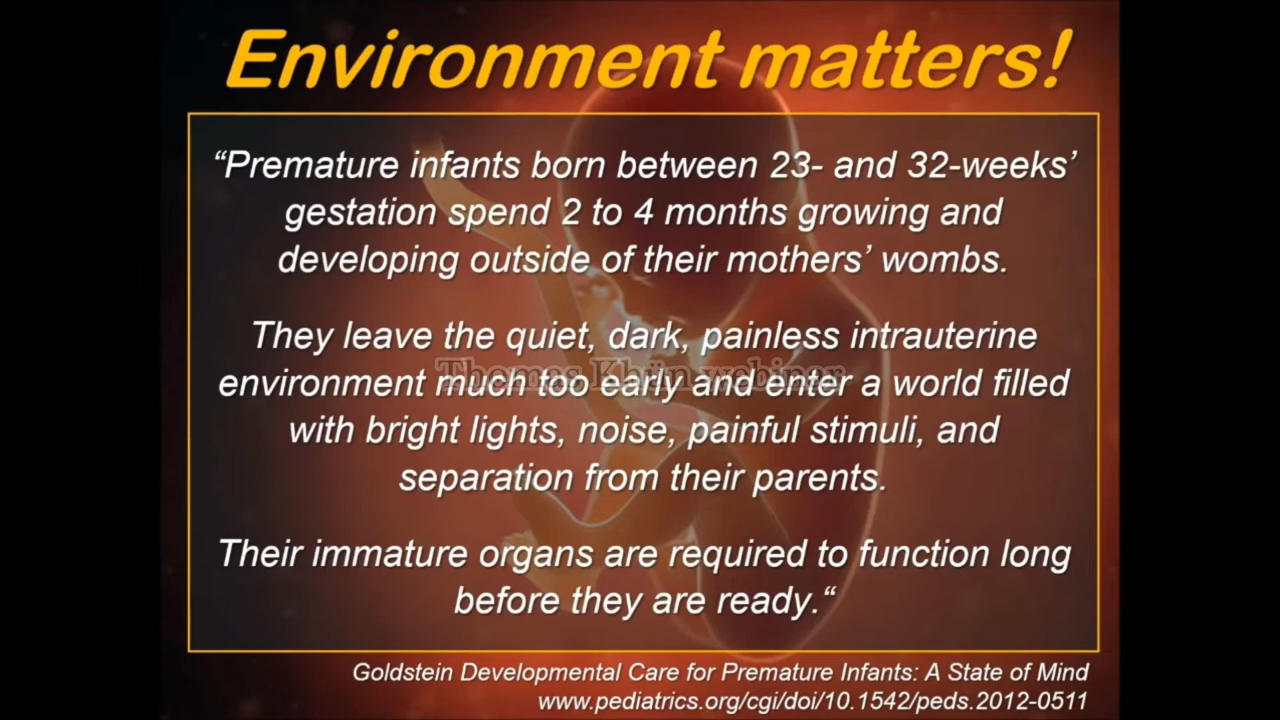 Environment matters!
“Premature infants born between 23- and 32-weeks’
gestation spend 2 to 4 months growing and
developing outside of their mothers’ wombs.
They leave the quiet, dark, painless intrauterine
environment much too early and enter a world filled
with bright lights, noise, painful stimuli, and
separation from their parents.
Their immature organs are required to function long
before they are ready.“
Goldstein Developmental Care for Premature Infants: A State of Mind
www.pediatrics.org/cgi/doi/10.1542/peds.2012-0511
Thomas Khan webinar